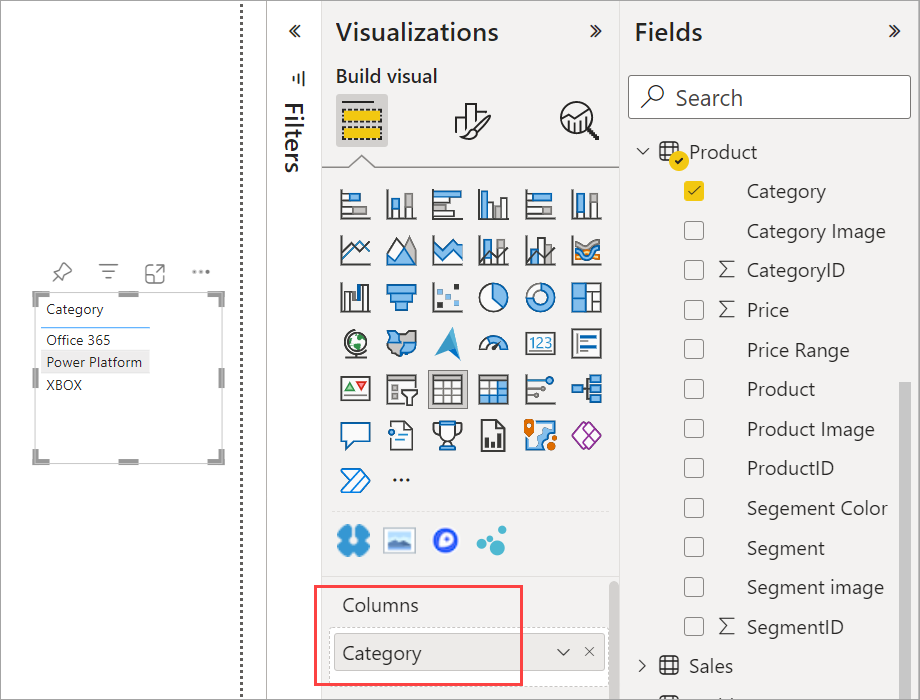 Category
Office 365
Power Platform
XBOX
Filters
Visualizations
Build visual
123
Columns
Category
Fields
Search
Product
Category
Category Image
CategoryID
Price
Price Range
Product
Product Image
ProductID
Segement Color
Segment
Segment image
SegmentID
Sales